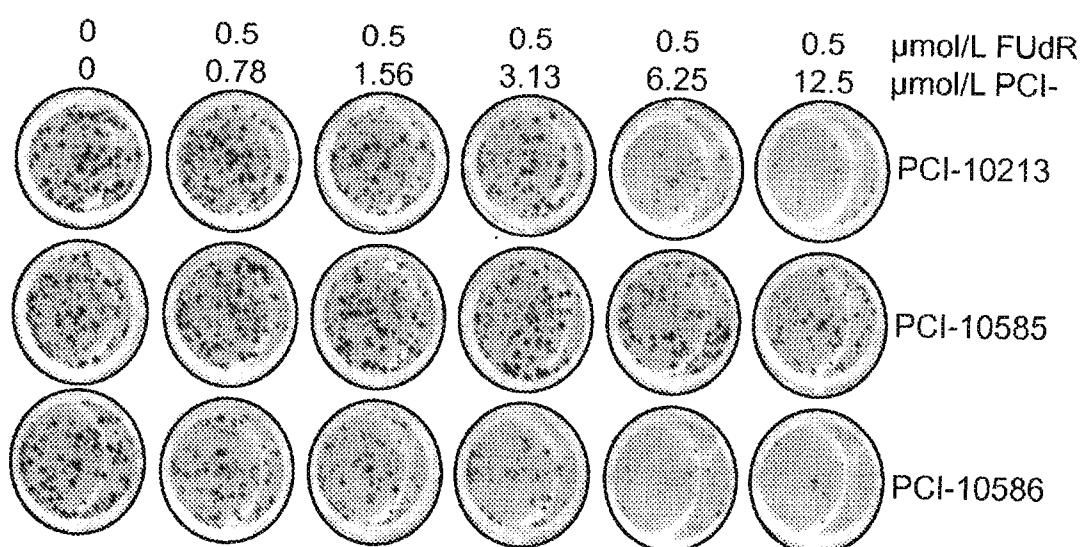 0 0.5 0.5 0.5 0.5 0.5 µmol/L FUdR
0 0.78 1.56 3.13 6.25 12.5 µmol/L PCI-
PCI-10213
PCI-10585
PCI-10586